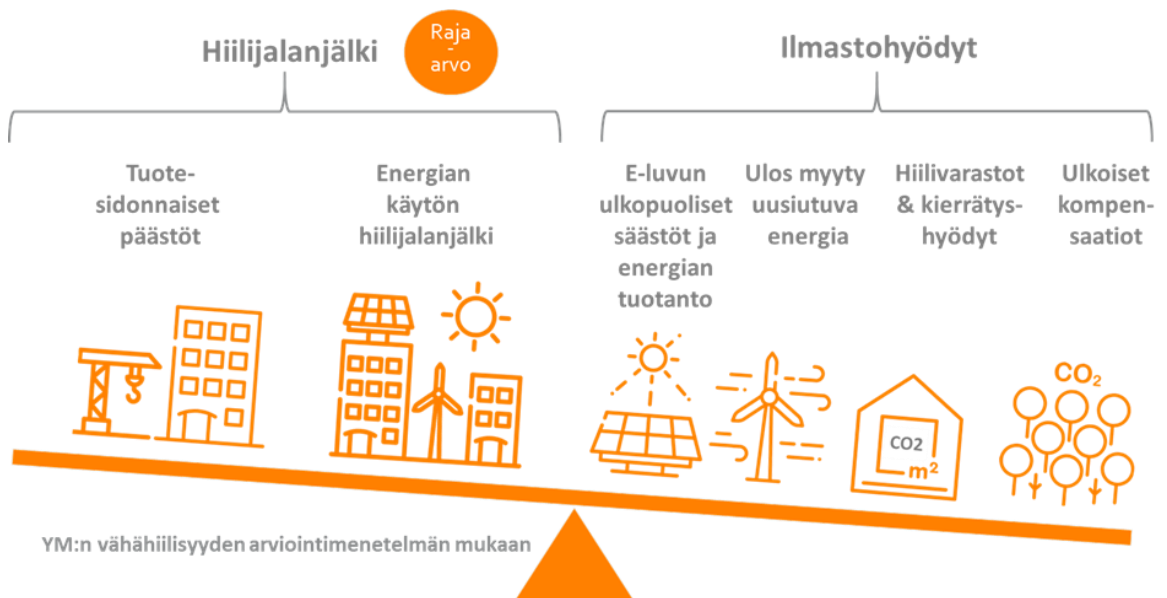 Hiilijalanjälki
Raja
-
arvo
Ilmastohyödyt
Tuote-
sidonnaiset
päästöt
Energian
käytön
hiilijalanjälki
E-luvun
ulkopuoliset
säästöt ja
energian
tuotanto
Ulos myyty
uusiutuva
energia
Hiilivarastot
& kierrätys-
hyödyt
Ulkoiset
kompen-
saatiot
CO2
m²
CO₂
YM:n vähähiilisyyden arviointimenetelmän mukaan